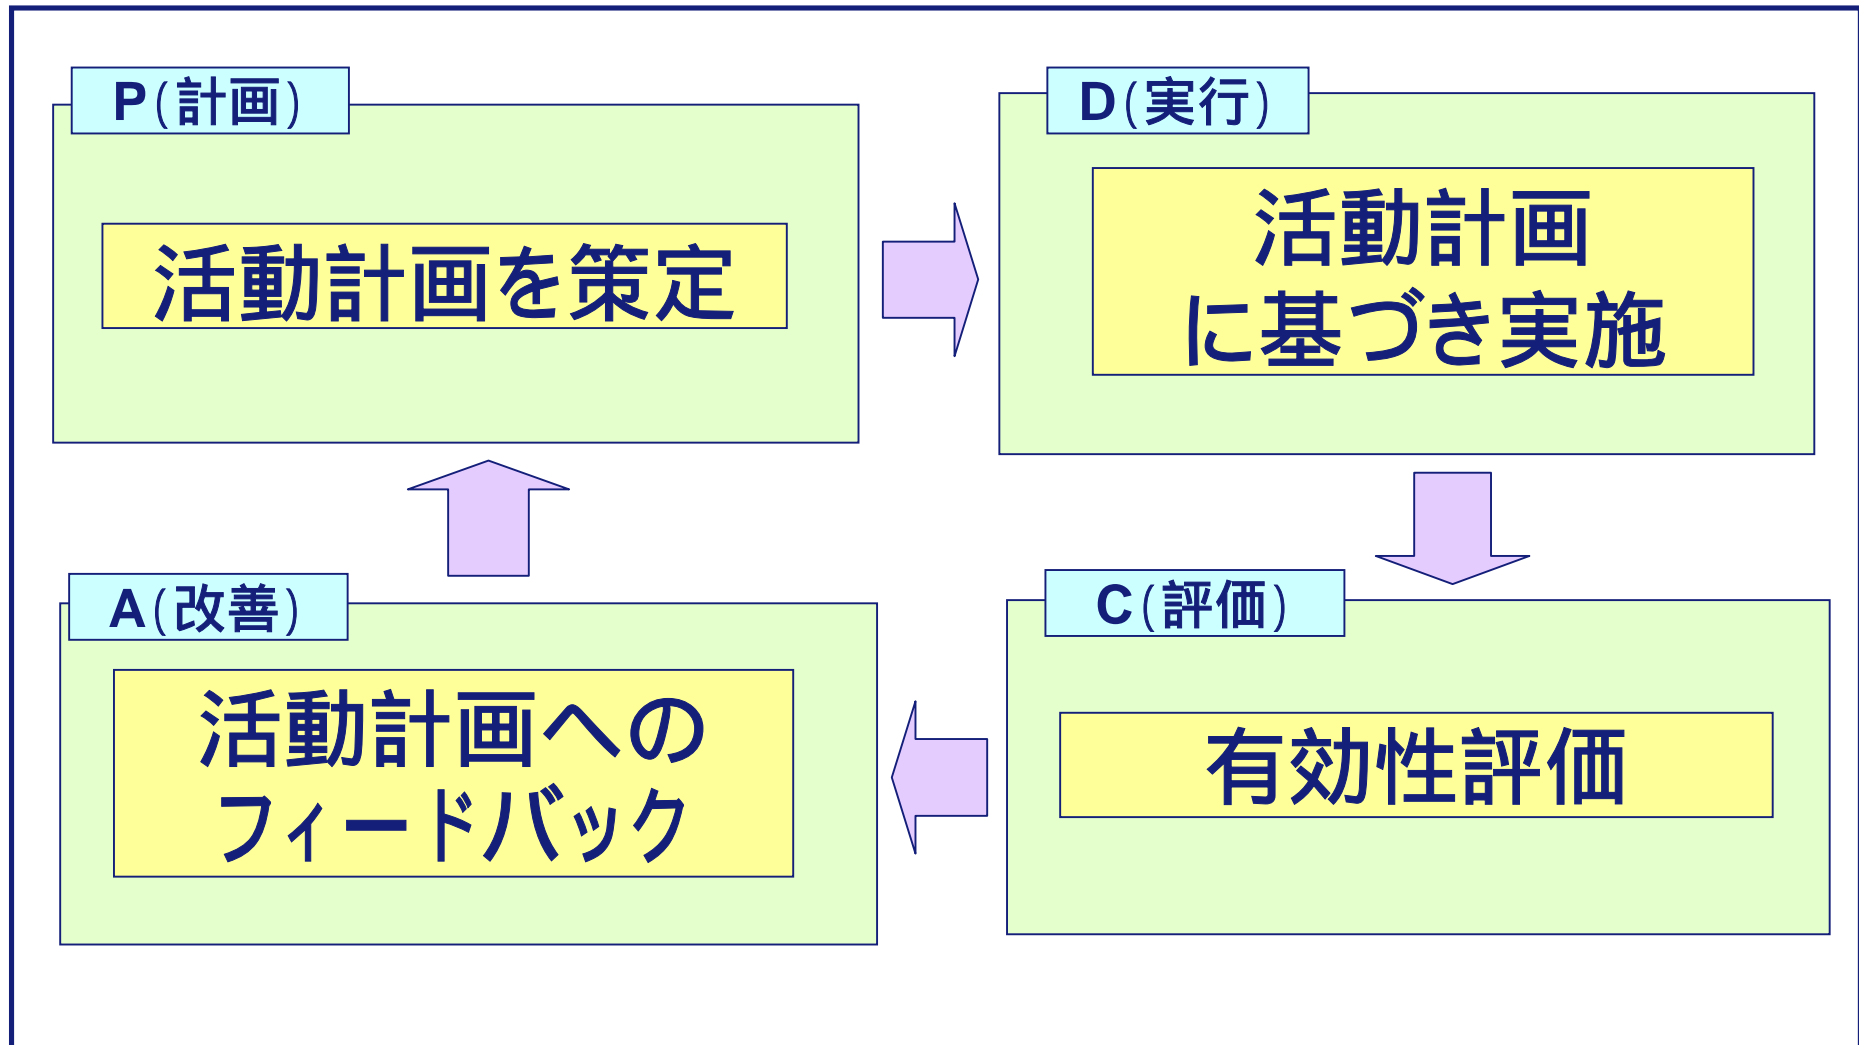 P(計画)
活動計画を策定
D(実行)
活動計画
に基づき実施
A(改善)
活動計画への
フィードバック
C(評価)
有効性評価